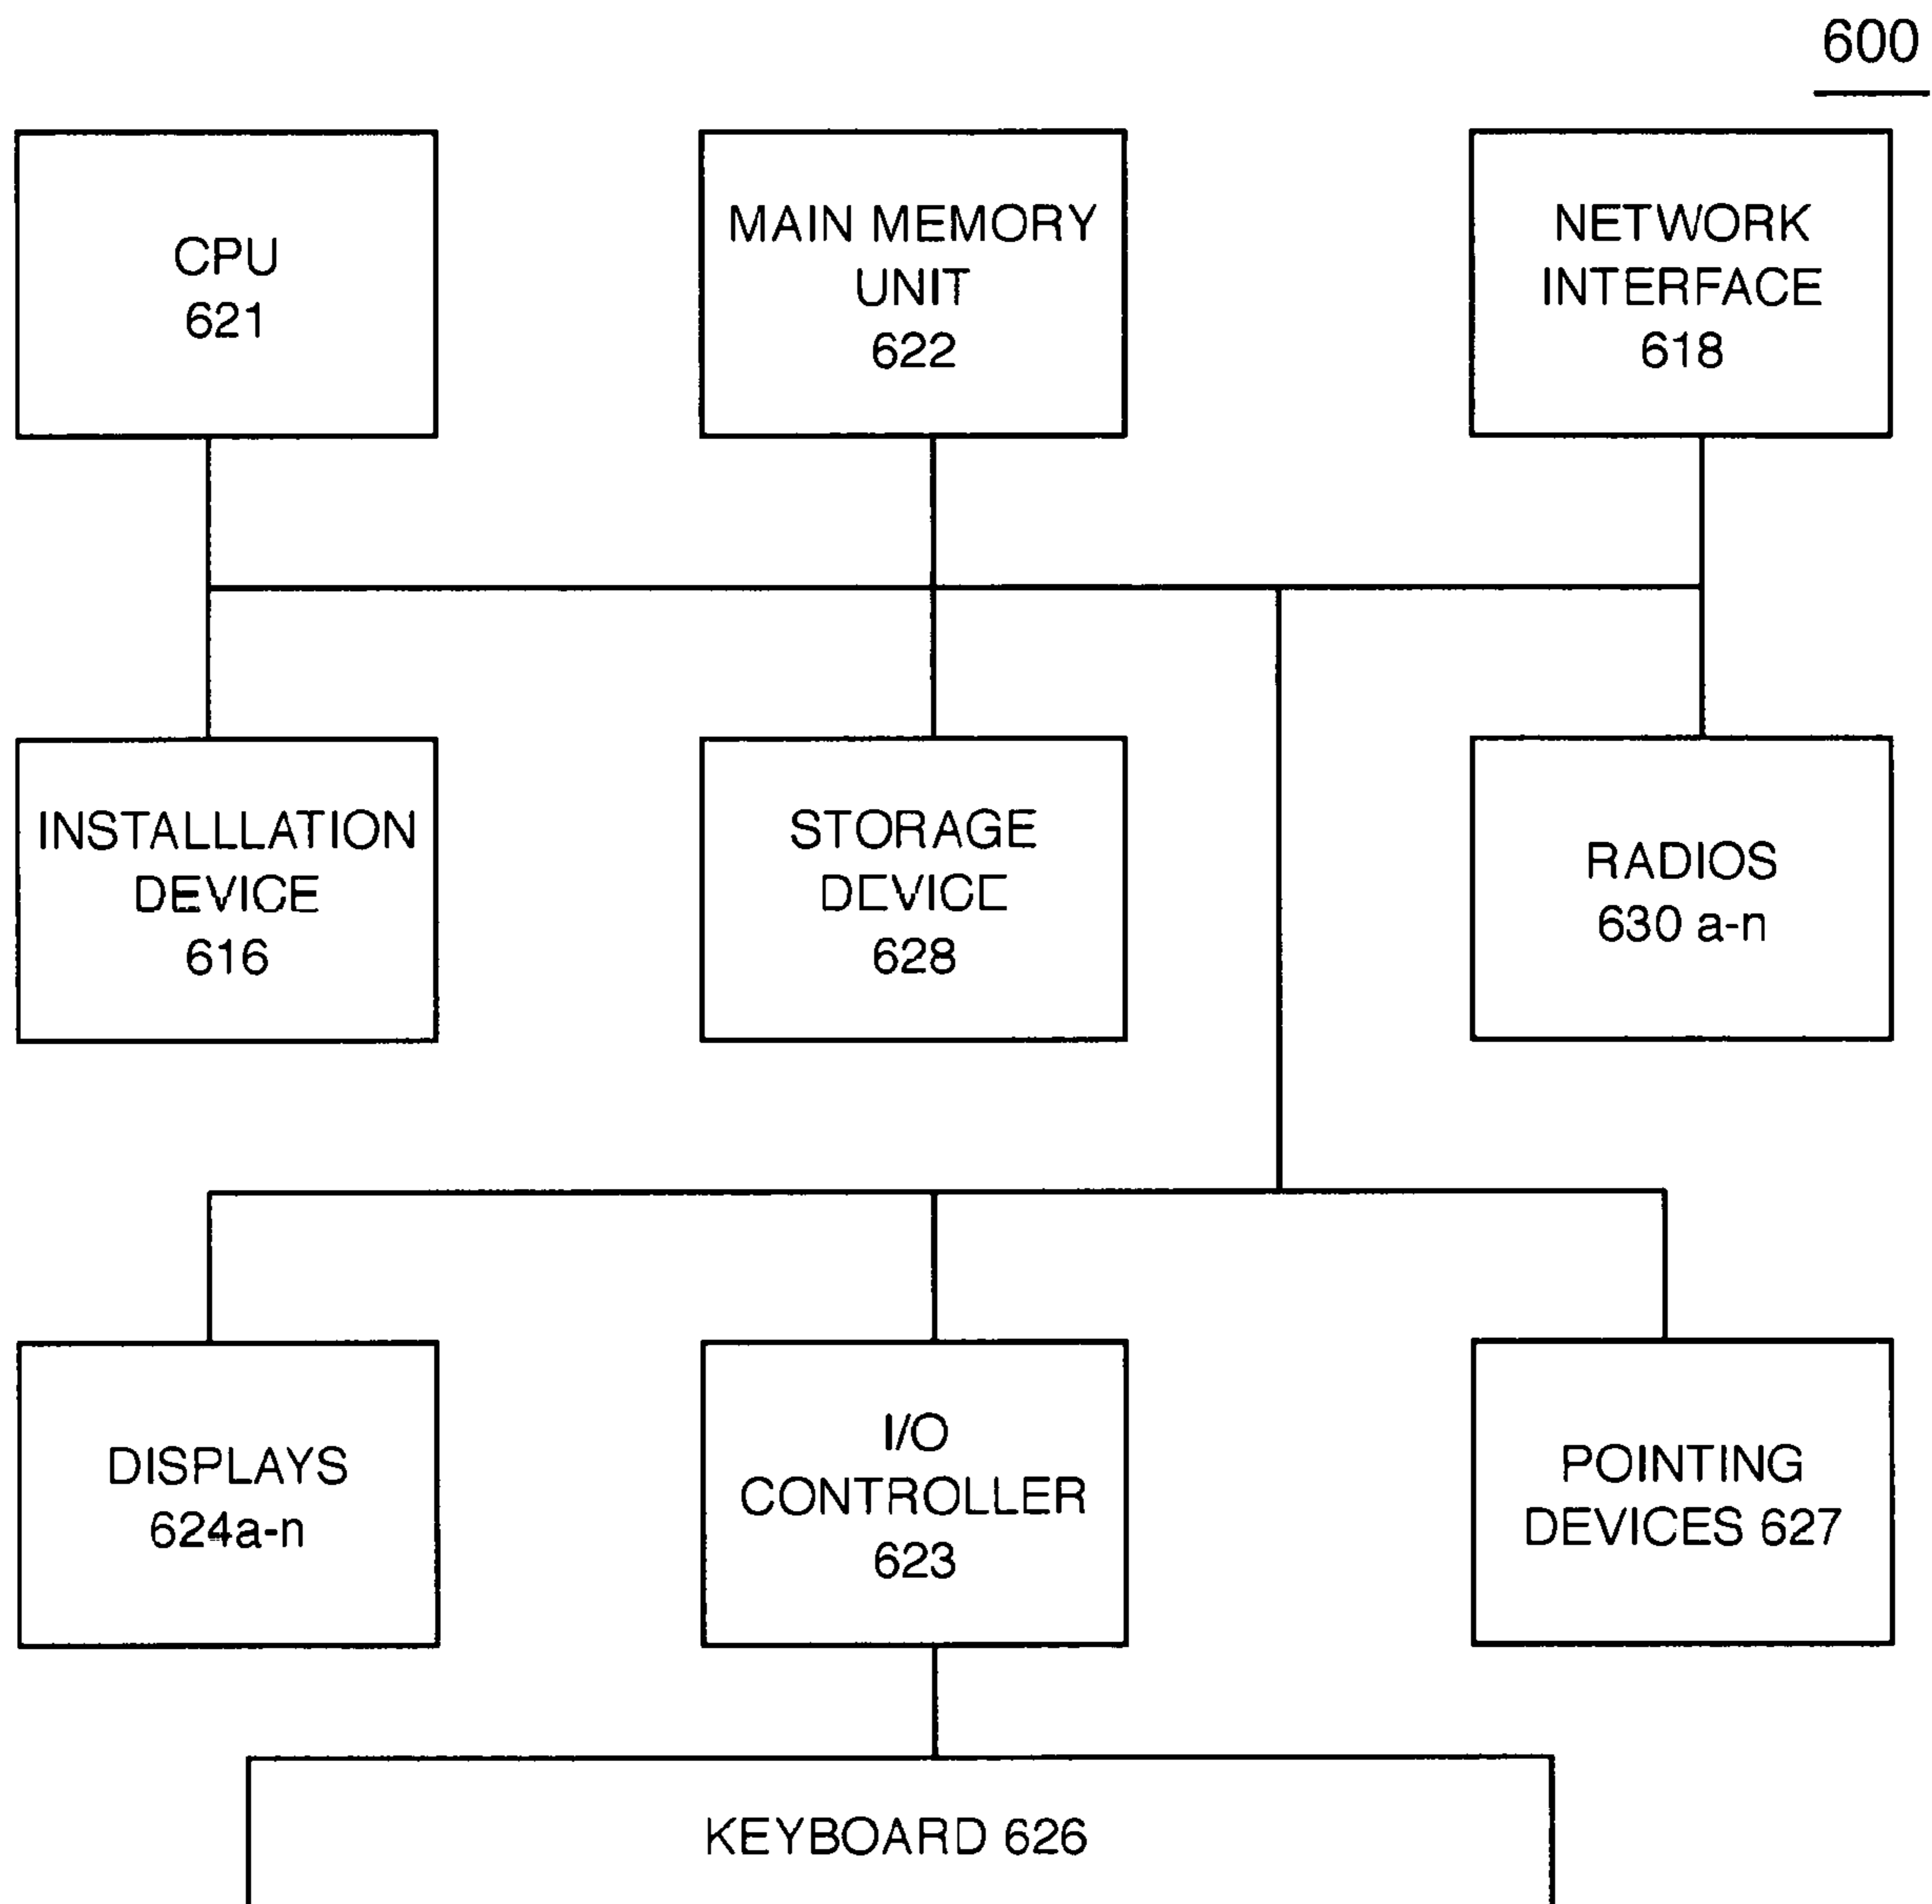 600
CPU
621
MAIN MEMORY
UNIT
622
NETWORK
INTERFACE
618
INSTALLLATION
DEVICE
616
STORAGE
DEVICE
628
RADIOS
630 a-n
DISPLAYS
624a-n
I/O
CONTROLLER
623
POINTING
DEVICES 627
KEYBOARD 626